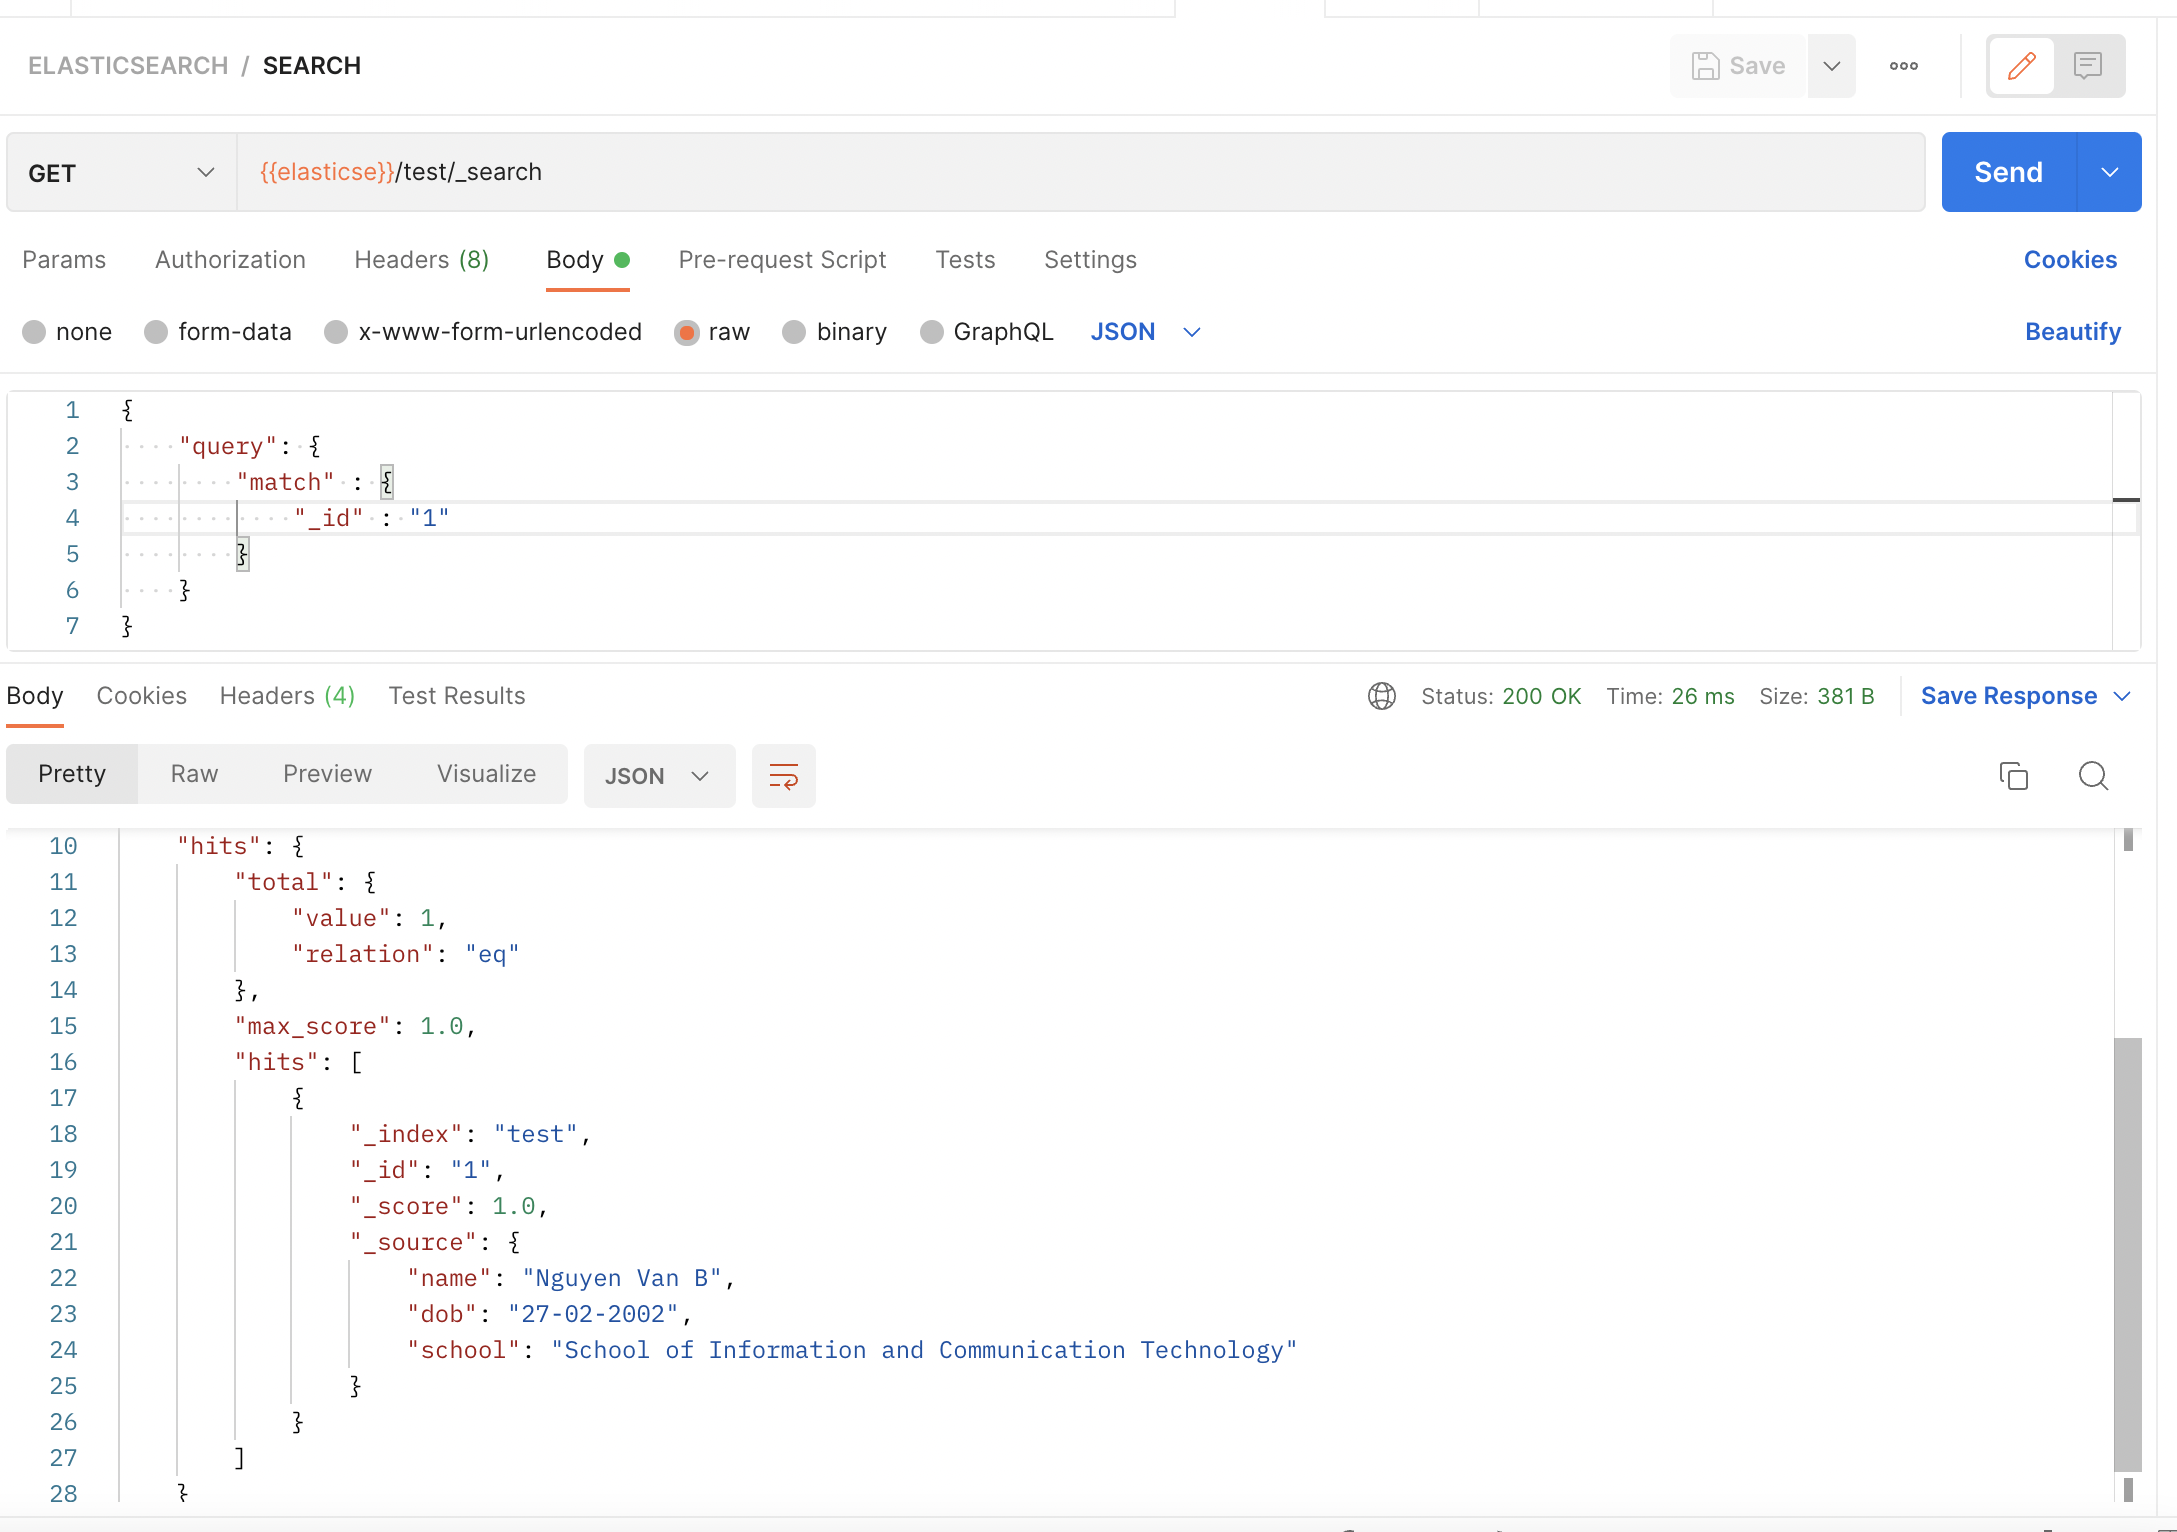 ELASTICSEARCH / SEARCH
Save
GET {{elasticse}}/test/_search Send
Params Authorization Headers (8) Body Pre-request Script Tests Settings Cookies
none form-data x-www-form-urlencoded raw binary GraphQL JSON Beautify
1 {
2 "query": {
3 "match" : {
4 "_id" : "1"
5 }
6 }
7 }
Body Cookies Headers (4) Test Results Status: 200 OK Time: 26 ms Size: 381 B Save Response
Pretty Raw Preview Visualize JSON
10 "hits": {
11 "total": {
12 "value": 1,
13 "relation": "eq"
14 },
15 "max_score": 1.0,
16 "hits": [
17 {
18 "_index": "test",
19 "_id": "1",
20 "_score": 1.0,
21 "_source": {
22 "name": "Nguyen Van B",
23 "dob": "27-02-2002",
24 "school": "School of Information and Communication Technology"
25 }
26 }
27 ]
28 }